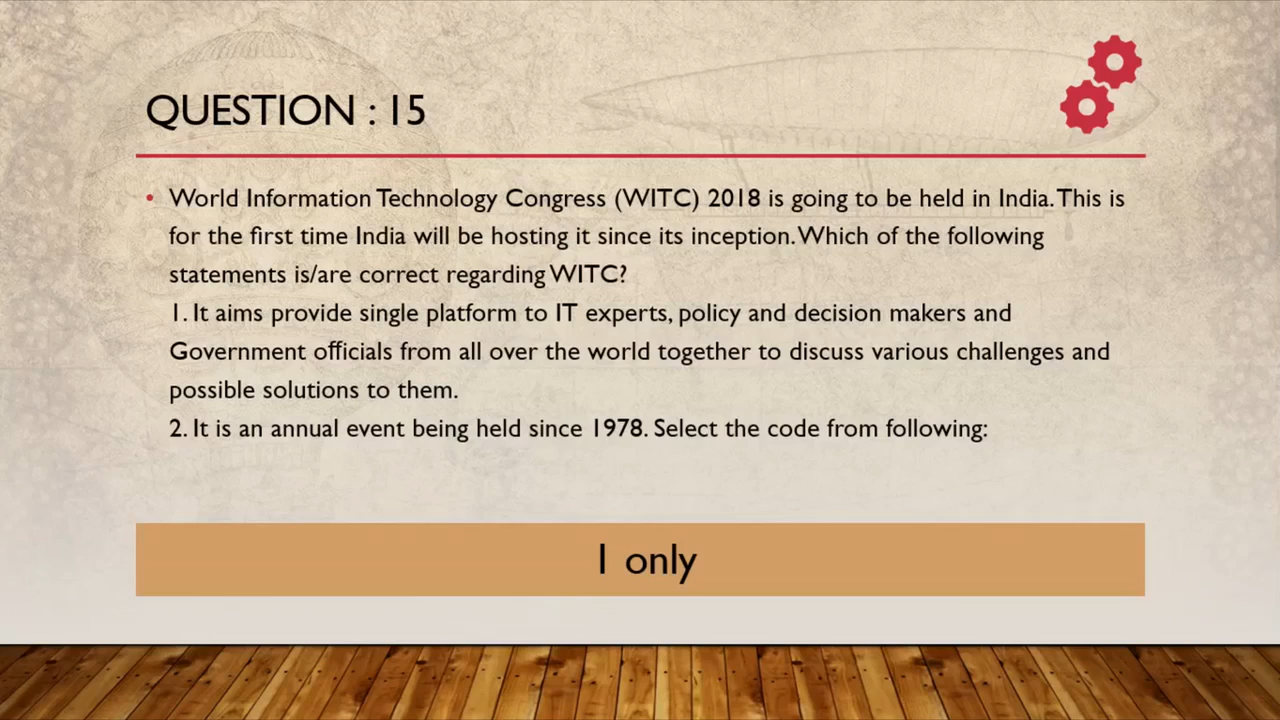 QUESTION : 15
• World Information Technology Congress (WITC) 2018 is going to be held in India. This is
for the first time India will be hosting it since its inception. Which of the following
statements is/are correct regarding WITC?
1. It aims provide single platform to IT experts, policy and decision makers and
Government officials from all over the world together to discuss various challenges and
possible solutions to them.
2. It is an annual event being held since 1978. Select the code from following:
1 only